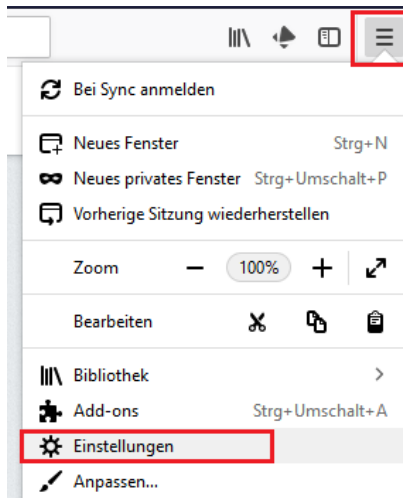 Bei Sync anmelden
Neues Fenster Strg+N
Neues privates Fenster Strg+Umschalt+P
Vorherige Sitzung wiederherstellen
Zoom 100%
Bearbeiten
Bibliothek
Add-ons Strg+Umschalt+A
Einstellungen
Anpassen...